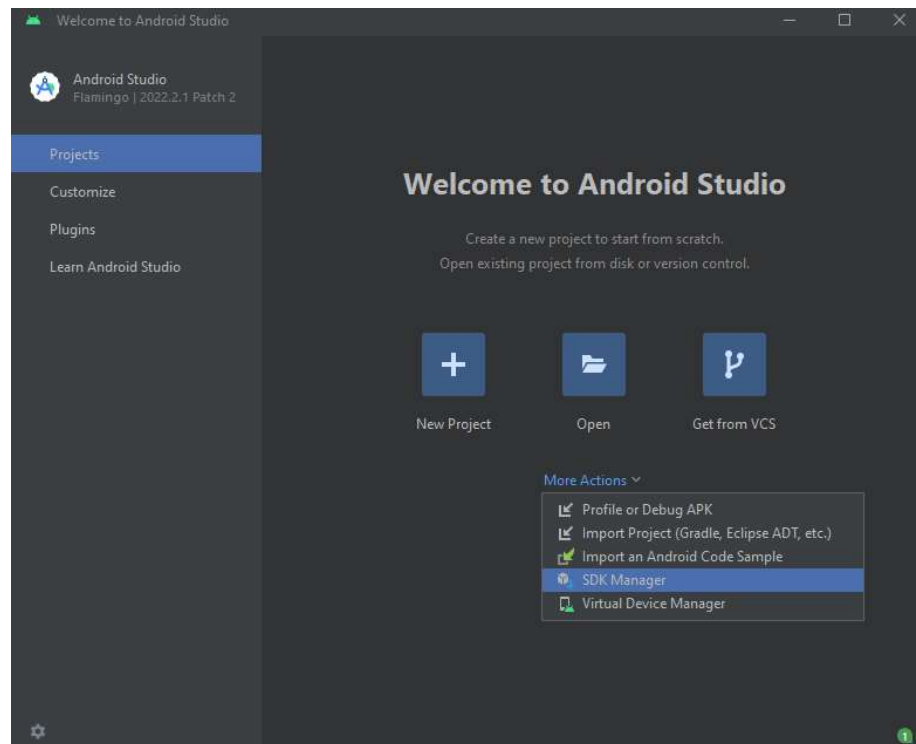 Welcome to Android Studio
Android Studio
Flamingo | 2022.2.1 Patch 2
Projects
Customize
Plugins
Learn Android Studio
Welcome to Android Studio
Create a new project to start from scratch.
Open existing project from disk or version control.
New Project
Open
Get from VCS
More Actions
Profile or Debug APK
Import Project (Gradle, Eclipse ADT, etc.)
Import an Android Code Sample
SDK Manager
Virtual Device Manager
1